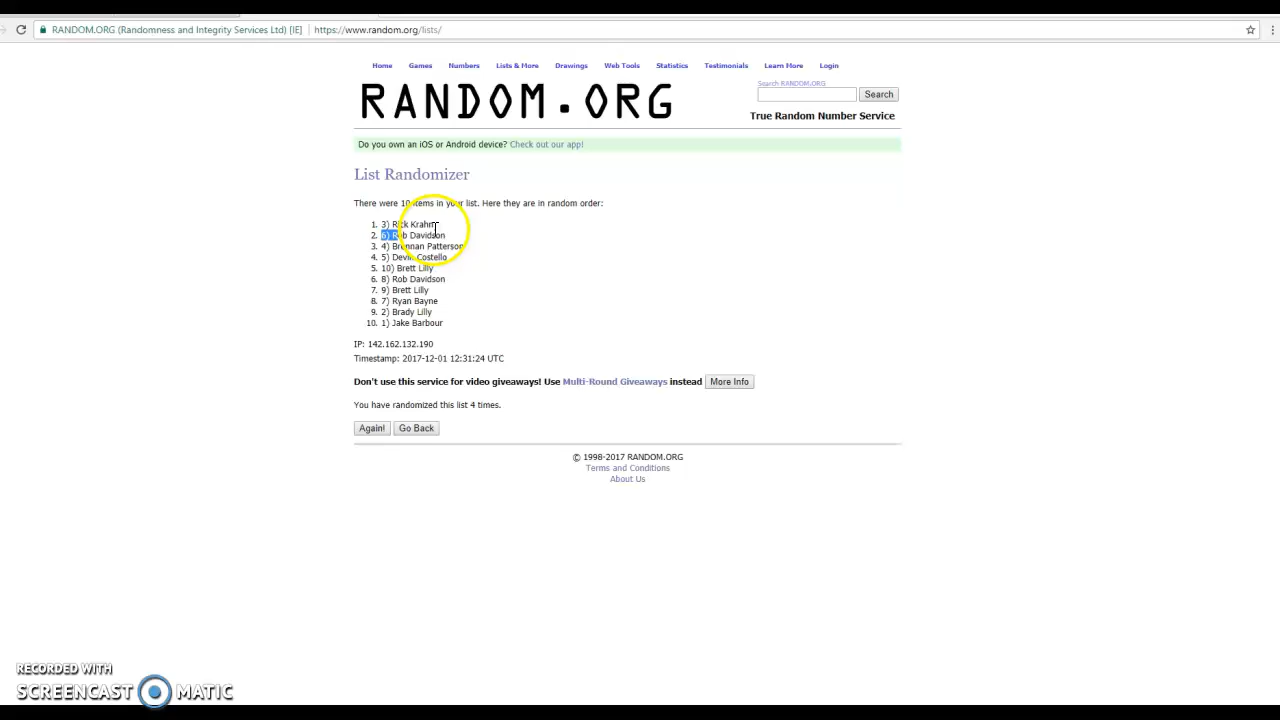 RANDOM.ORG (Randomness and Integrity Services Ltd) [IE] https://www.random.org/lists/
Home Games Numbers Lists & More Drawings Web Tools Statistics Testimonials Learn More Login
RANDOM.ORG
Search RANDOM.ORG
Search
True Random Number Service
Do you own an iOS or Android device? Check out our app!
List Randomizer
There were 10 items in your list. Here they are in random order:
1. 3) Rick Krahn
2. 6) Rob Davidson
3. 4) Brennan Patterson
4. 5) Devin Costello
5. 10) Brett Lilly
6. 8) Rob Davidson
7. 9) Brett Lilly
8. 7) Ryan Bayne
9. 2) Brady Lilly
10. 1) Jake Barbour
IP: 142.162.132.190
Timestamp: 2017-12-01 12:31:24 UTC
Don't use this service for video giveaways! Use Multi-Round Giveaways instead More Info
You have randomized this list 4 times.
Again! Go Back
© 1998-2017 RANDOM.ORG
Terms and Conditions
About Us
RECORDED WITH
SCREENCAST MATIC